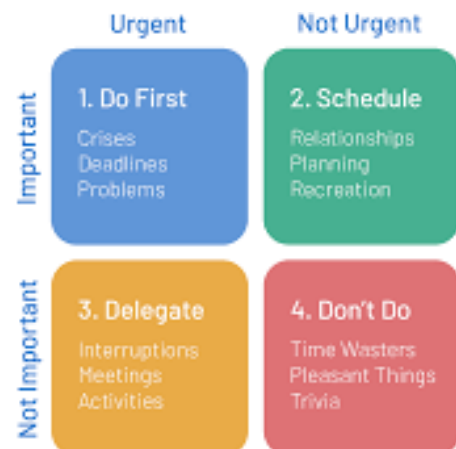 Urgent
Not Urgent
Important
1. Do First
Crises
Deadlines
Problems
2. Schedule
Relationships
Planning
Recreation
Not Important
3. Delegate
Interruptions
Meetings
Activities
4. Don't Do
Time Wasters
Pleasant Things
Trivia